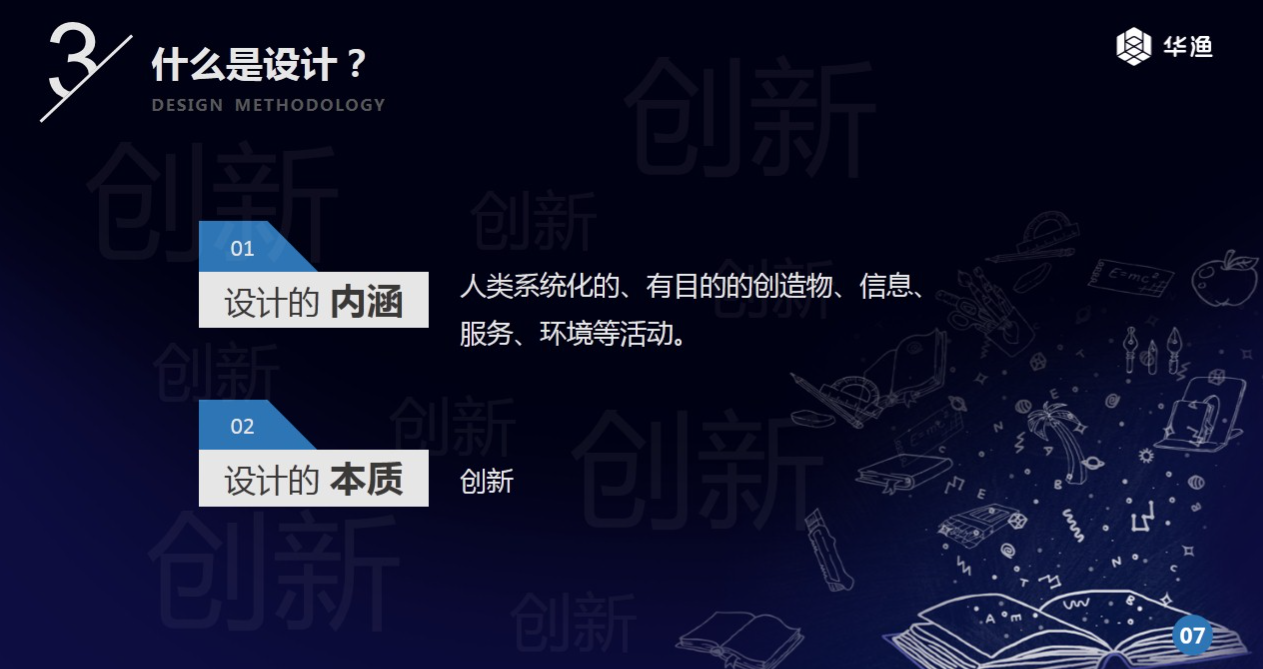 3
什么是设计？
DESIGN METHODOLOGY
华渔
创新
创新
创新
01
设计的 内涵
人类系统化的、有目的的创造物、信息、
服务、环境等活动。
创新
创新
创新
创新
02
设计的 本质
创新
创新
创新
E=mc²
07